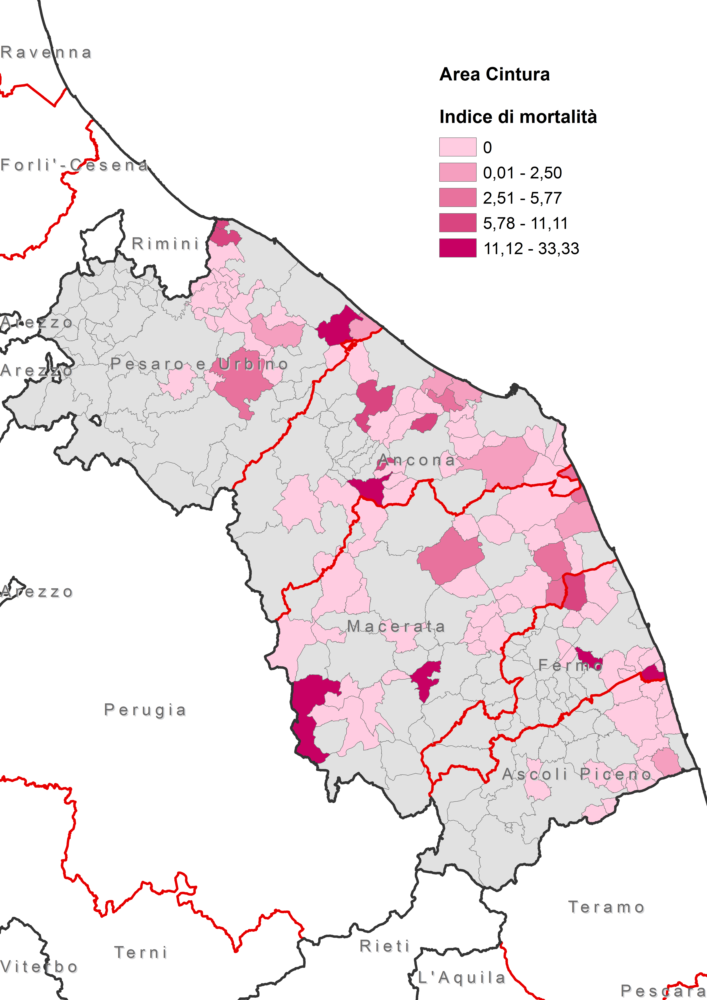 Ravenna
Area Cintura
Indice di mortalità
0
Forli'-Cesena
0,01 - 2,50
2,51 - 5,77
5,78 - 11,11
Rimini
11,12 - 33,33
Arezzo
Pesaro e Urbino
Arezzo
Ancona
Arezzo
Macerata
Fermo
Perugia
Ascoli Piceno
Teramo
Rieti
Terni
Viterbo
L'Aquila
Pescara